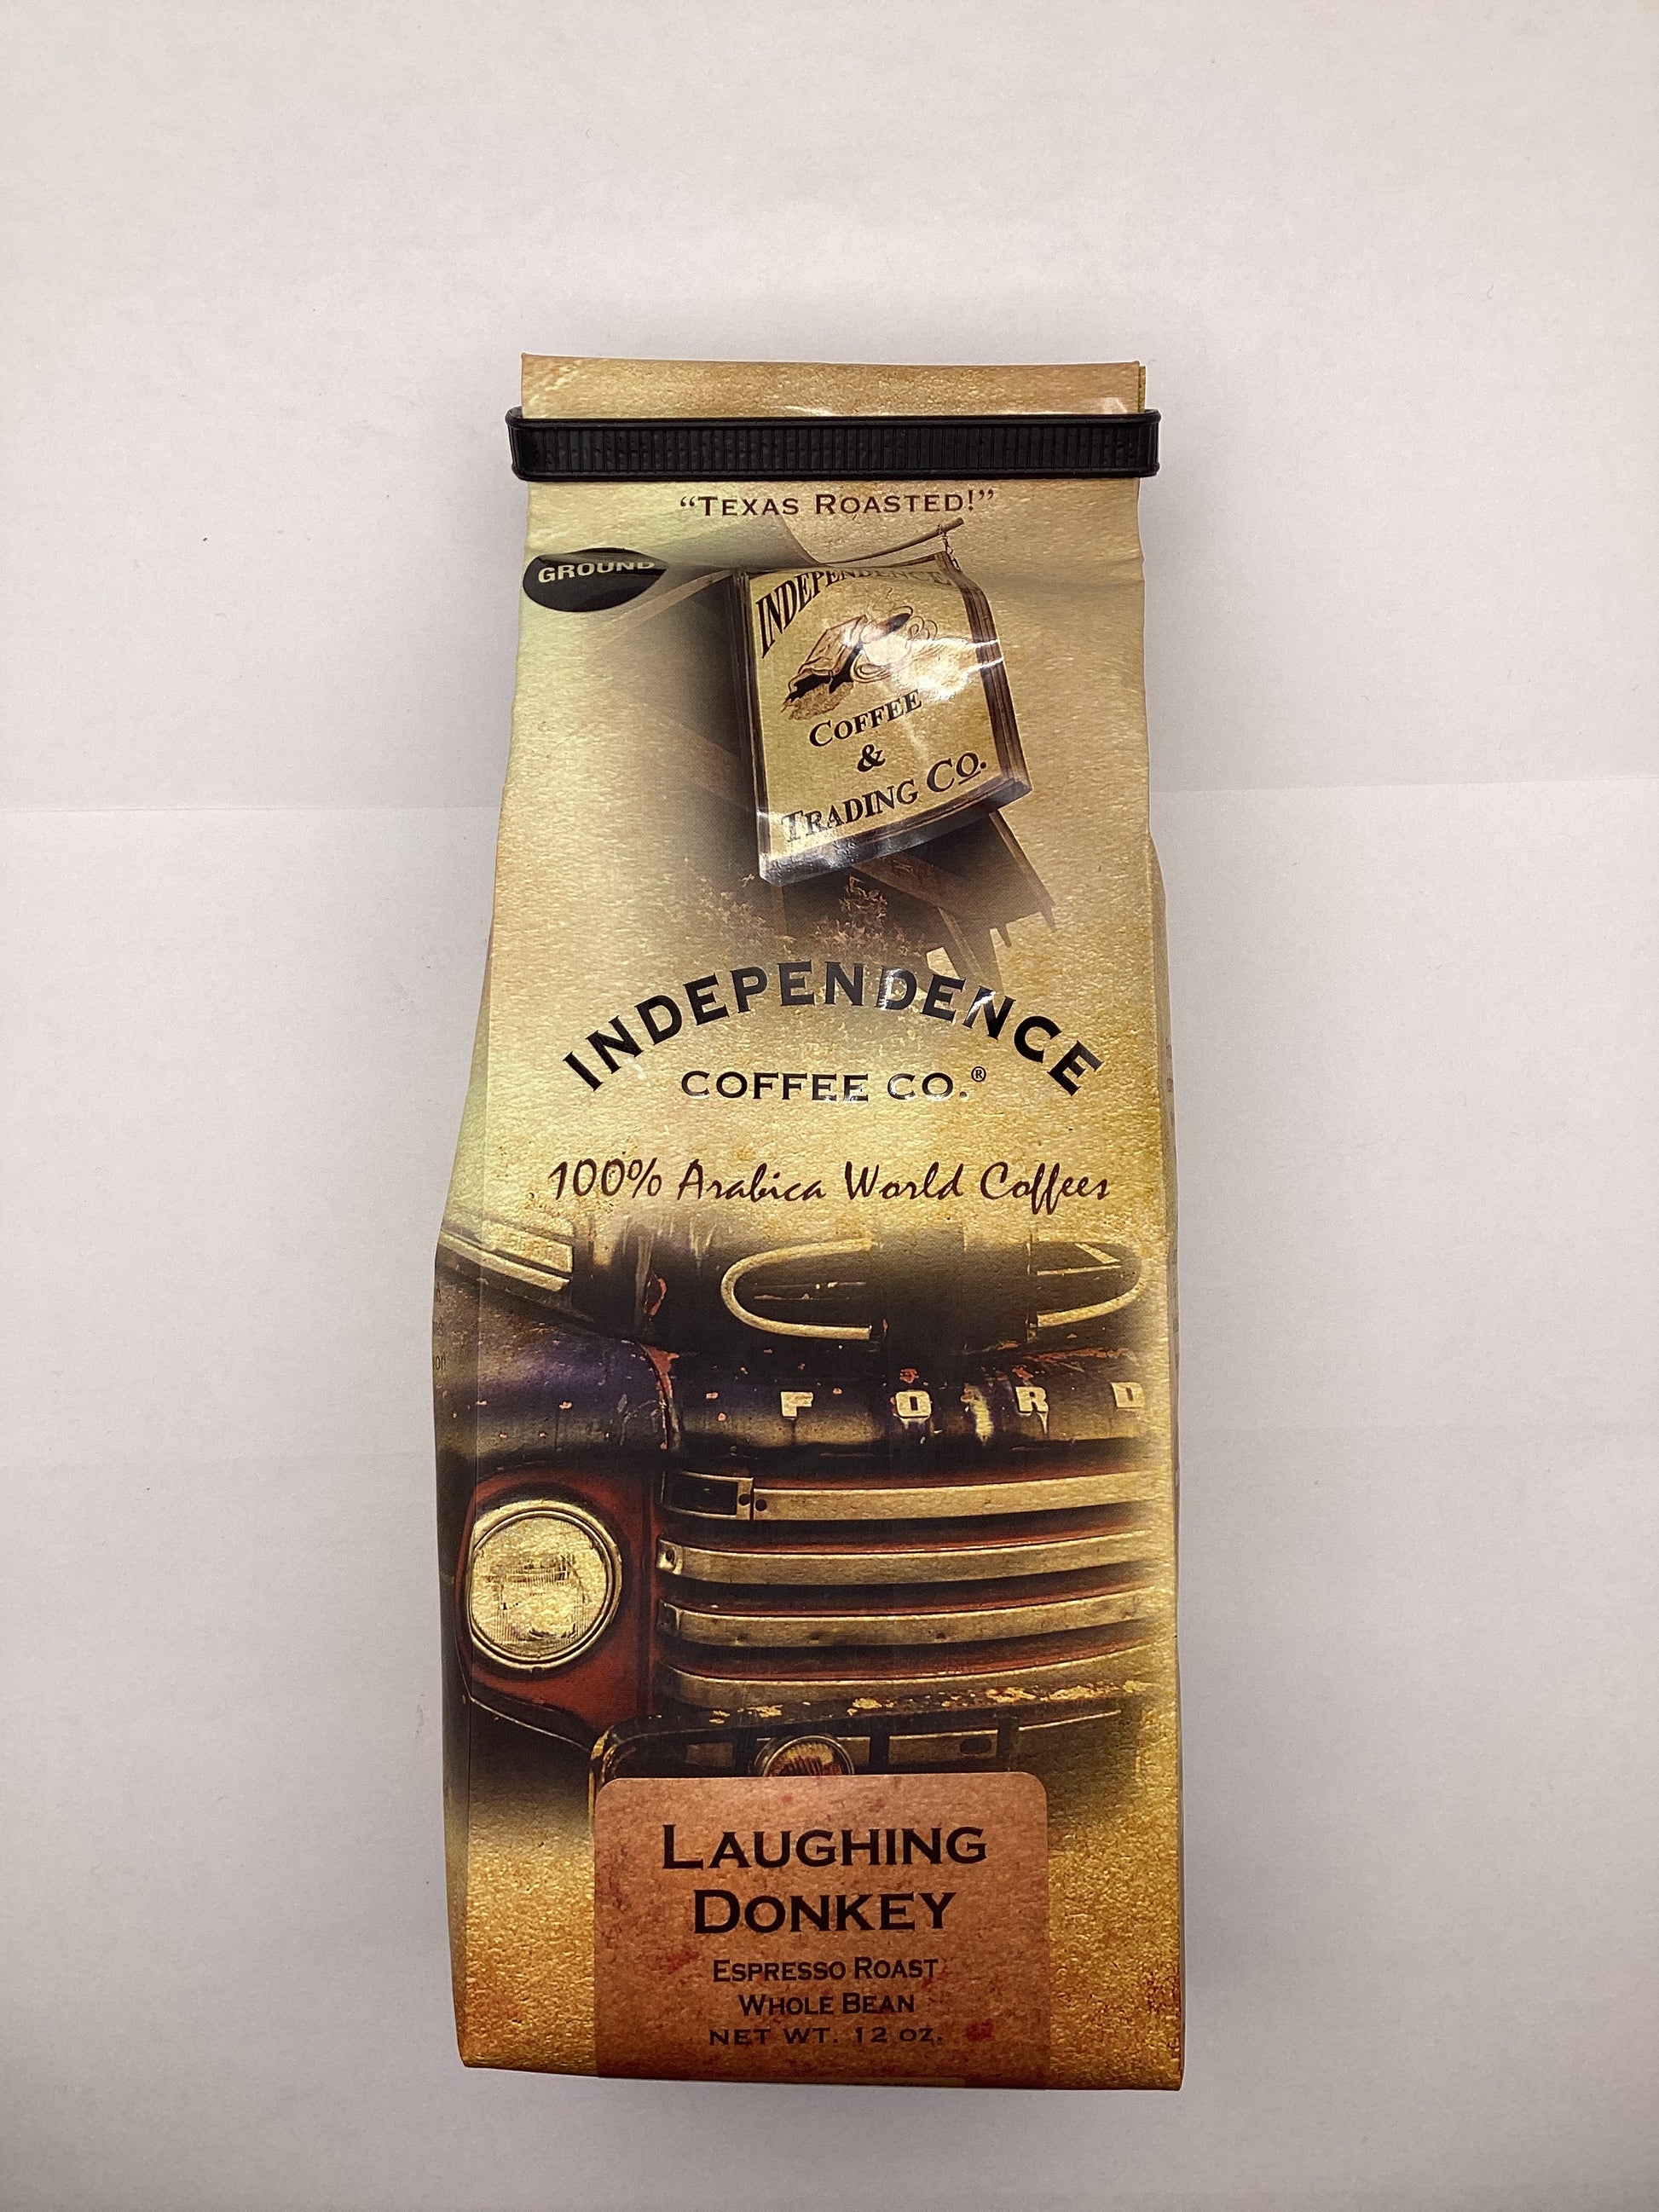 “TEXAS ROASTED!”
GROUND
INDEPENDENCE
COFFEE
&
TRADING CO.
INDEPENDENCE
COFFEE CO.®
100% Arabica World Coffees
FORD
LAUGHING
DONKEY
ESPRESSO ROAST
WHOLE BEAN
NET WT. 12 OZ.